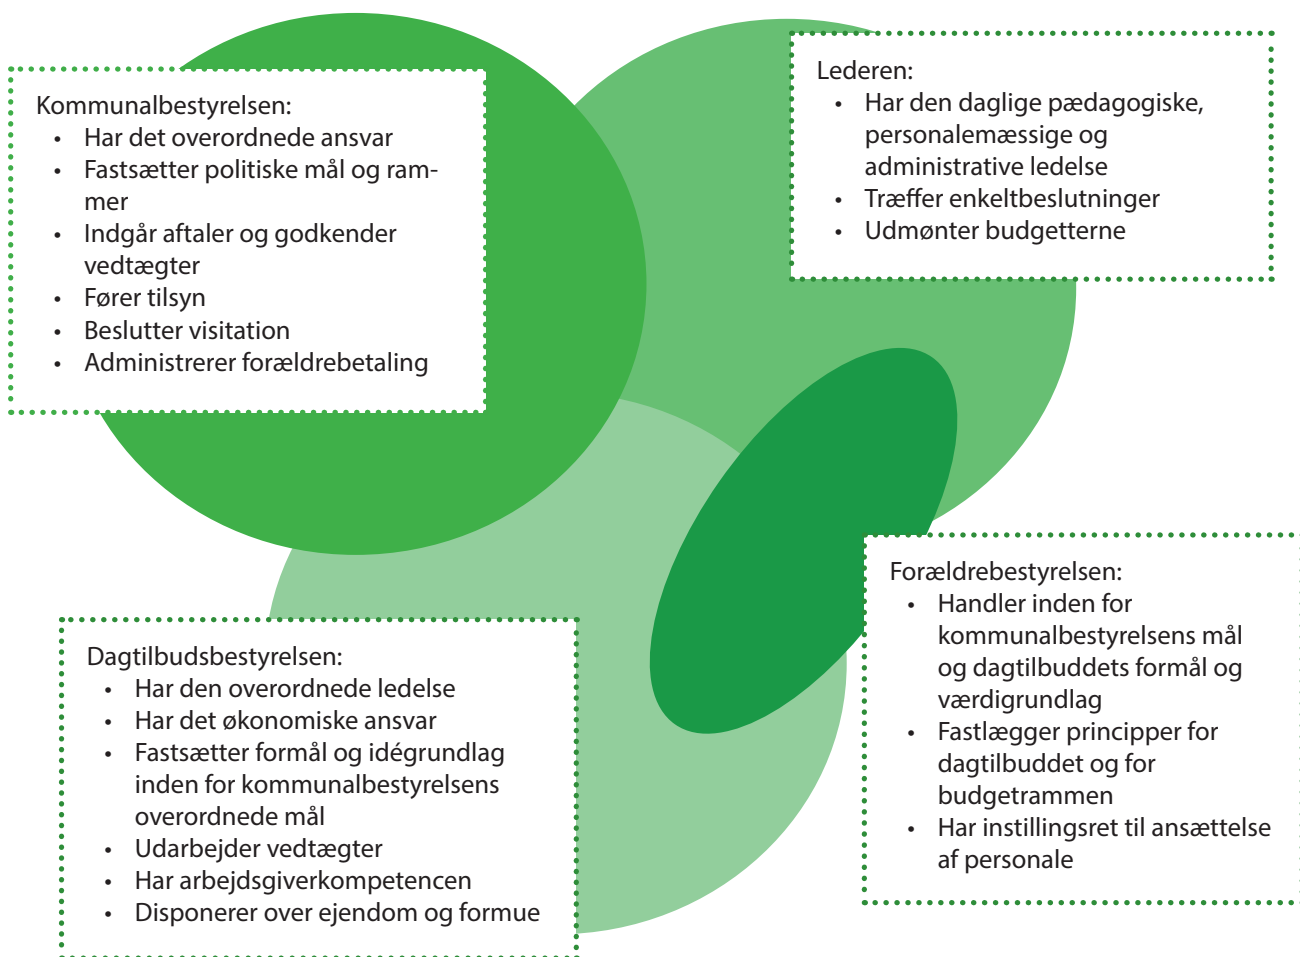 Kommunalbestyrelsen:
• Har det overordnede ansvar
• Fastsætter politiske mål og ram-
mer
• Indgår aftaler og godkender
vedtægter
• Fører tilsyn
• Beslutter visitation
• Administrerer forældrebetaling
Lederen:
• Har den daglige pædagogiske,
personalemæssige og
administrative ledelse
• Træffer enkeltbeslutninger
• Udmønter budgetterne
Dagtilbudsbestyrelsen:
• Har den overordnede ledelse
• Har det økonomiske ansvar
• Fastsætter formål og idégrundlag
inden for kommunalbestyrelsens
overordnede mål
• Udarbejder vedtægter
• Har arbejdsgiverkompetencen
• Disponerer over ejendom og formue
Forældrebestyrelsen:
• Handler inden for
kommunalbestyrelsens mål
og dagtilbuddets formål og
værdigrundlag
• Fastlægger principper for
dagtilbuddet og for
budgetrammen
• Har instillingsret til ansættelse
af personale